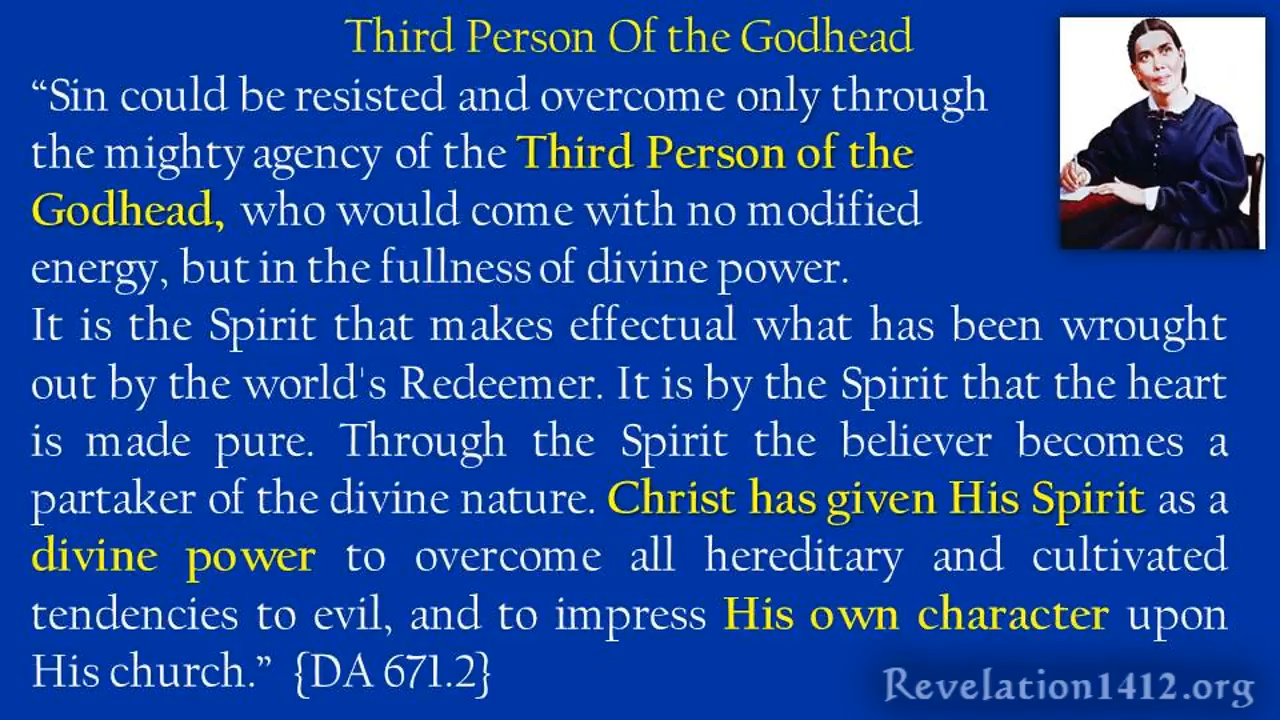 Third Person Of the Godhead
“Sin could be resisted and overcome only through
the mighty agency of the Third Person of the
Godhead, who would come with no modified
energy, but in the fullness of divine power.
It is the Spirit that makes effectual what has been wrought
out by the world's Redeemer. It is by the Spirit that the heart
is made pure. Through the Spirit the believer becomes a
partaker of the divine nature. Christ has given His Spirit as a
divine power to overcome all hereditary and cultivated
tendencies to evil, and to impress His own character upon
His church.” {DA 671.2}
Revelation1412.org